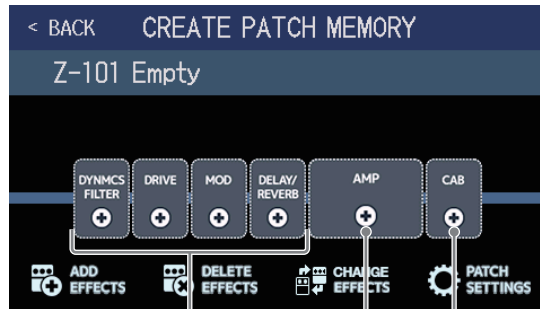 < BACK CREATE PATCH MEMORY
Z-101 Empty
DYNMCS
FILTER
DRIVE
MOD
DELAY/
REVERB
AMP
CAB
ADD
EFFECTS
DELETE
EFFECTS
CHANGE
EFFECTS
PATCH
SETTINGS